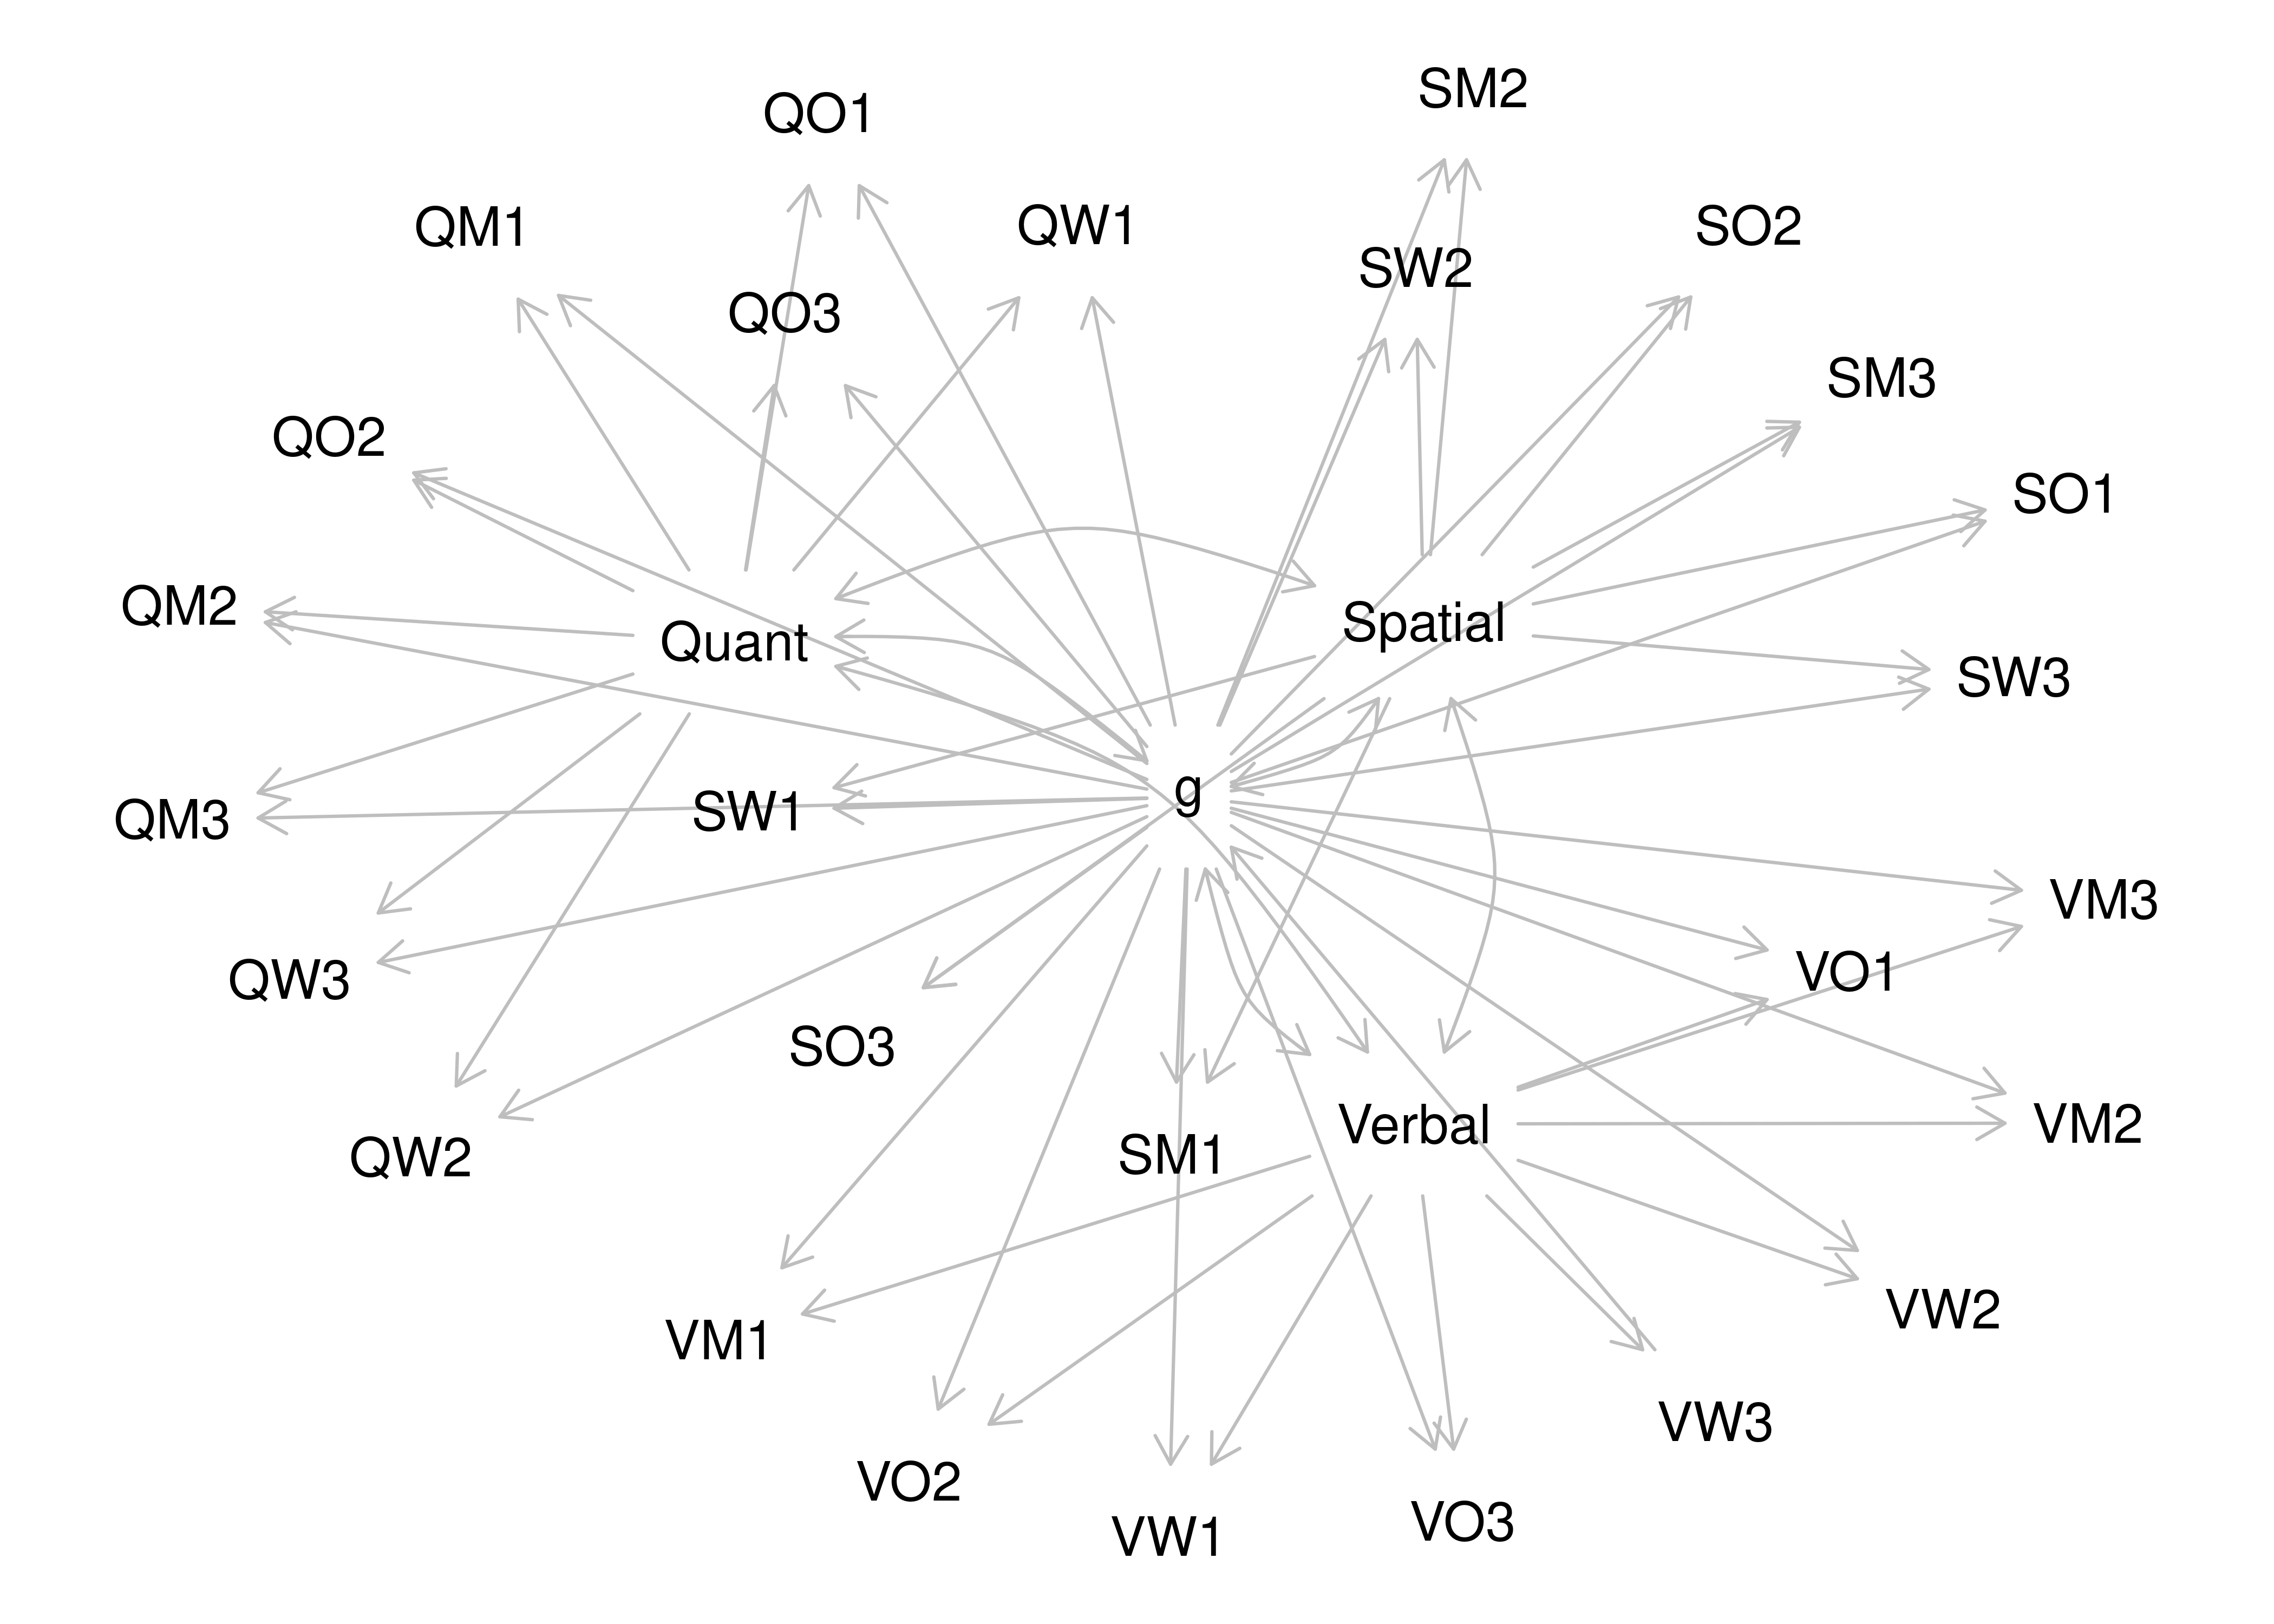 SM2
QO1
QM1
QW1
SO2
SW2
QO3
SM3
QO2
SO1
QM2
Spatial
Quant
SW3
g
SW1
QM3
VM3
VO1
QW3
SO3
VM2
Verbal
SM1
QW2
VW2
VM1
VW3
VO2
VO3
VW1